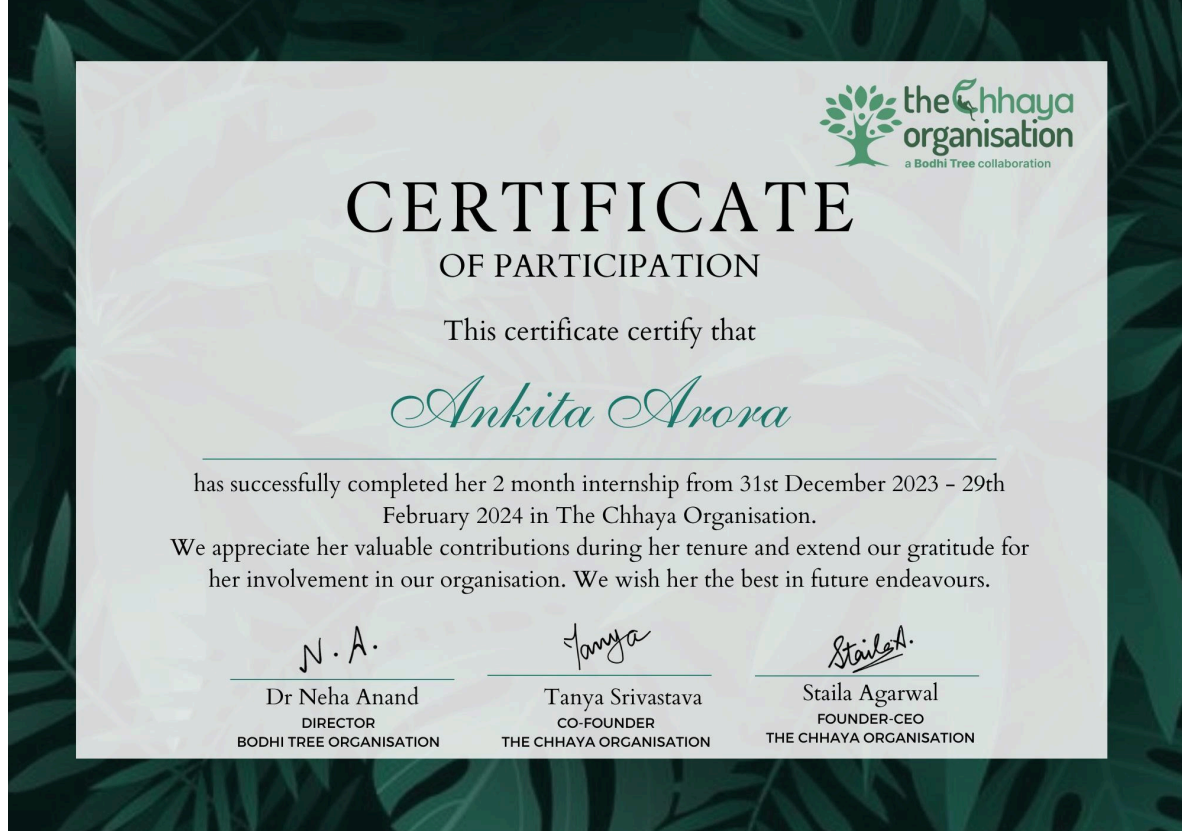 the Chhaya
organisation
a Bodhi Tree collaboration
CERTIFICATE
OF PARTICIPATION
This certificate certify that
Ankita Arora
has successfully completed her 2 month internship from 31st December 2023 - 29th
February 2024 in The Chhaya Organisation.
We appreciate her valuable contributions during her tenure and extend our gratitude for
her involvement in our organisation. We wish her the best in future endeavours.
N. A.
Tanya
Staila A.
Dr Neha Anand
DIRECTOR
BODHI TREE ORGANISATION
Tanya Srivastava
CO-FOUNDER
THE CHHAYA ORGANISATION
Staila Agarwal
FOUNDER-CEO
THE CHHAYA ORGANISATION